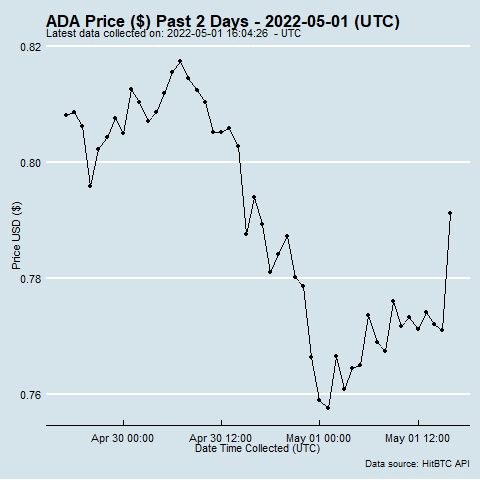 ADA Price ($) Past 2 Days - 2022-05-01 (UTC)
Latest data collected on: 2022-05-01 16:04:26  - UTC
0.82
0.80
0.78
0.76
Price USD ($)
Apr 30 00:00
Apr 30 12:00
May 01 00:00
May 01 12:00
Date Time Collected (UTC)
Data source: HitBTC API